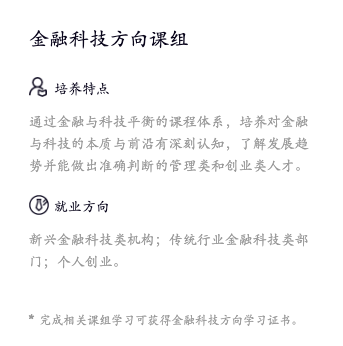 金融科技方向课组
培养特点
通过金融与科技平衡的课程体系，培养对金融
与科技的本质与前沿有深刻认知，了解发展趋
势并能做出准确判断的管理类和创业类人才。
就业方向
新兴金融科技类机构；传统行业金融科技类部
门；个人创业。
* 完成相关课组学习可获得金融科技方向学习证书。